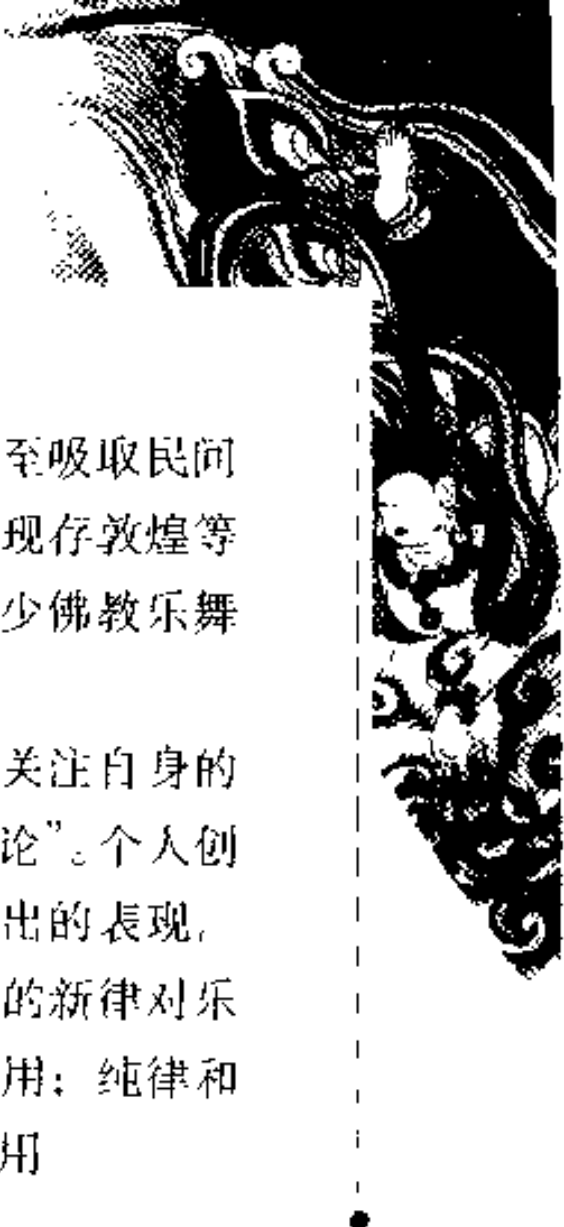 至吸取民间
现存敦煌等
少佛教乐舞
关注自身的
论”。个人创
出的表现,
的新律对乐
用；纯律和
用